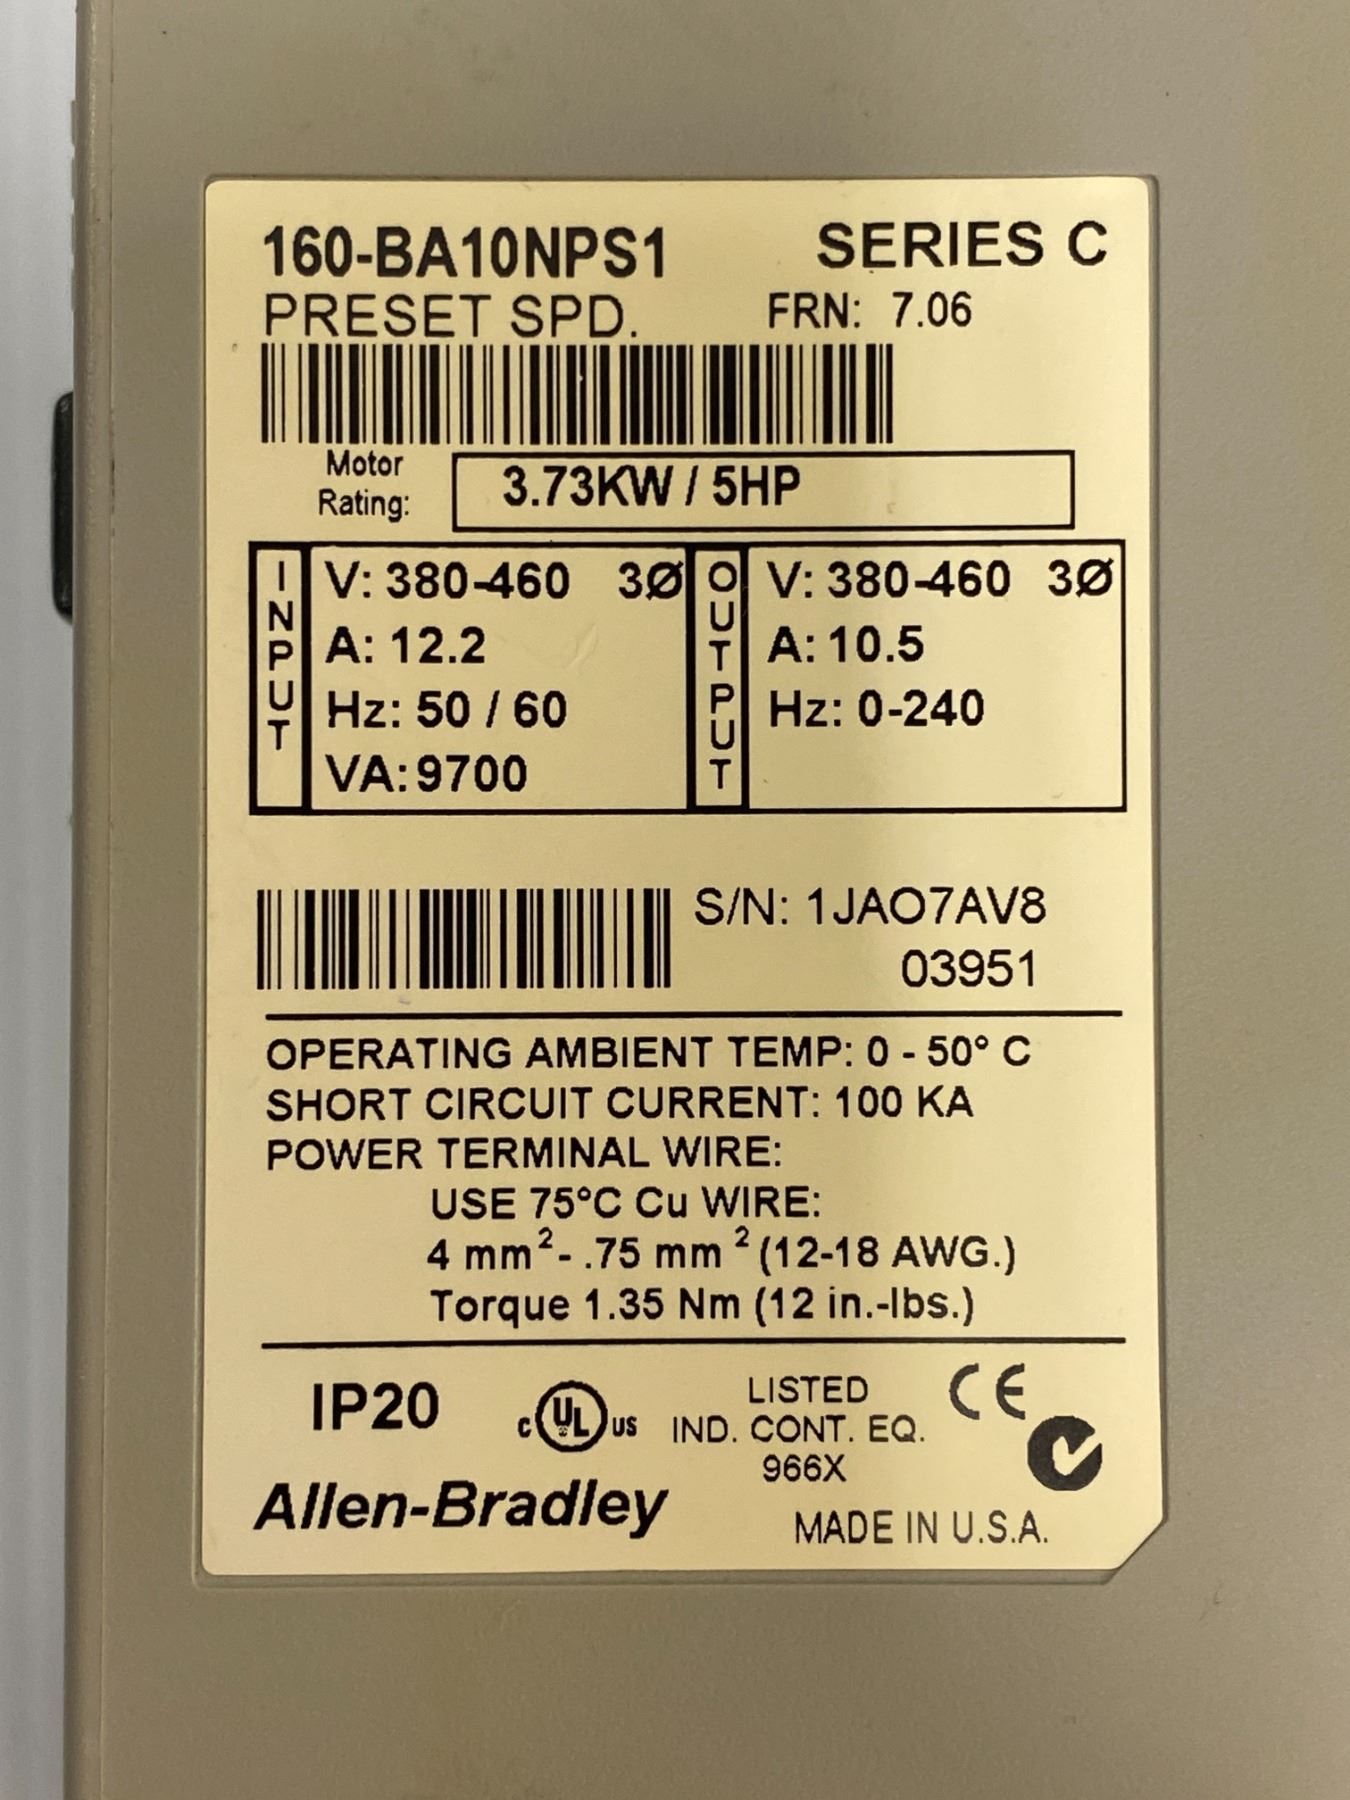 160-BA10NPS1 SERIES C
PRESET SPD. FRN: 7.06
Motor
Rating: 3.73KW / 5HP
INPUT
V: 380-460 3Ø
A: 12.2
Hz: 50 / 60
VA: 9700
OUTPUT
V: 380-460 3Ø
A: 10.5
Hz: 0-240
S/N: 1JAO7AV8
03951
OPERATING AMBIENT TEMP: 0 - 50° C
SHORT CIRCUIT CURRENT: 100 KA
POWER TERMINAL WIRE:
USE 75°C Cu WIRE:
4 mm²- .75 mm ² (12-18 AWG.)
Torque 1.35 Nm (12 in.-lbs.)
IP20
C UL US
LISTED
IND. CONT. EQ.
966X
CE
Allen-Bradley
MADE IN U.S.A.